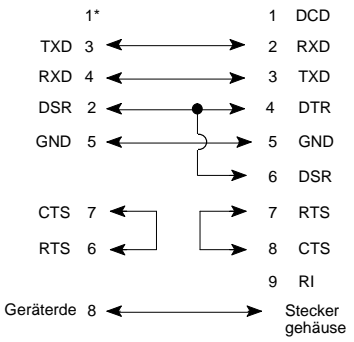 1* 1 DCD
TXD 3 2 RXD
RXD 4 3 TXD
DSR 2 4 DTR
GND 5 5 GND
6 DSR
CTS 7 7 RTS
RTS 6 8 CTS
9 RI
Geräterde 8 Stecker
gehäuse